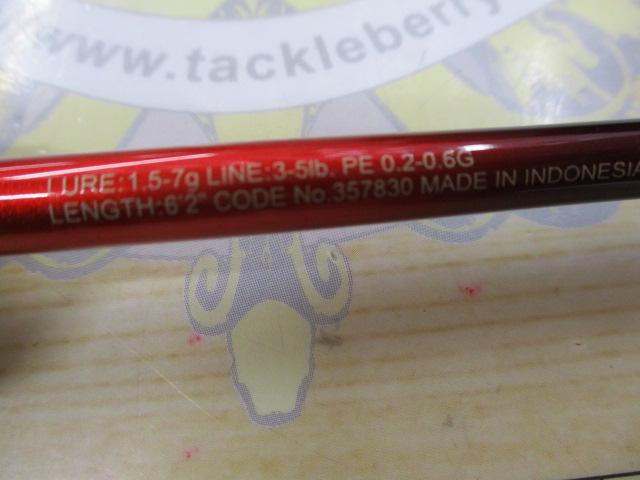 www.tackleberry
LURE:1.5-7g LINE:3-5lb. PE 0.2-0.6G
LENGTH:6'2" CODE No.357830 MADE IN INDONESIA